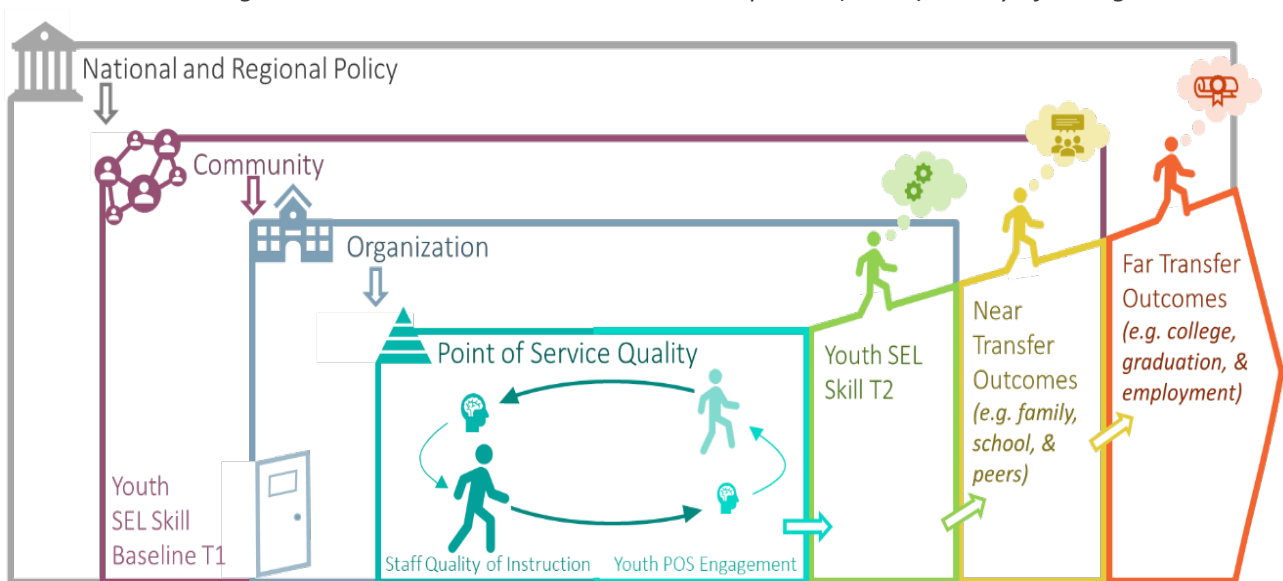 National and Regional Policy
Community
Organization
Point of Service Quality
Youth
SEL Skill
Baseline T1
Staff Quality of Instruction
Youth POS Engagement
Youth SEL
Skill T2
Near
Transfer
Outcomes
(e.g. family,
school, &
peers)
Far Transfer
Outcomes
(e.g. college,
graduation, &
employment)